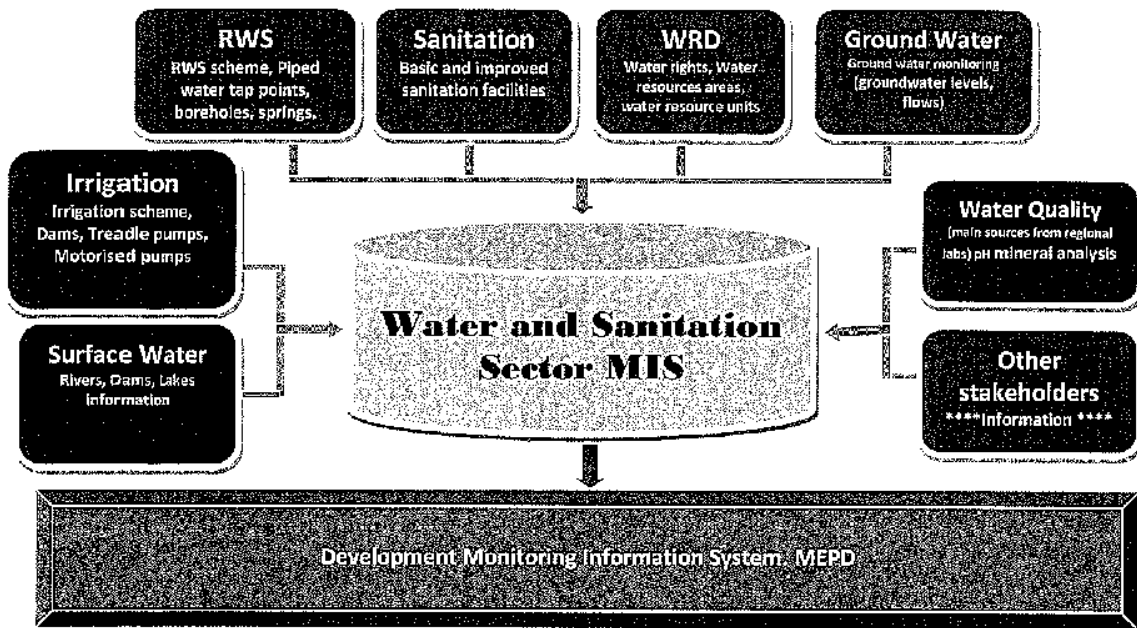 RWS
RWS scheme, Piped
water tap points,
boreholes, springs,
Sanitation
Basic and improved
sanitation facilities
WRD
Water rights, Water
resources areas,
water resource units
Ground Water
Ground water monitoring
(groundwater levels,
flows)
Irrigation
Irrigation scheme,
Dams, Treadle pumps,
Motorised pumps
Water Quality
(main sources from regional
labs) pH mineral analysis
Water and Sanitation
Sector MIS
Surface Water
Rivers, Dams, Lakes
information
Other
stakeholders
****Information ****
Development Monitoring Information System MEPD